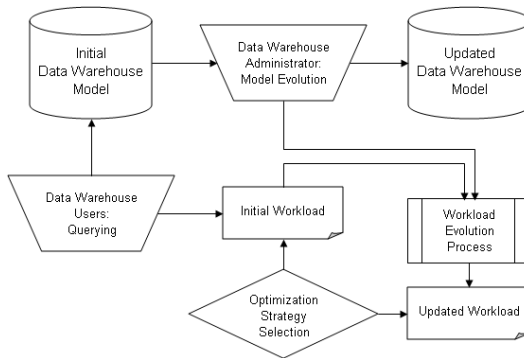 Initial
Data Warehouse
Model
Data Warehouse
Administrator:
Model Evolution
Updated
Data Warehouse
Model
Data Warehouse
Users:
Querying
Initial Workload
Workload
Evolution
Process
Optimization
Strategy
Selection
Updated Workload